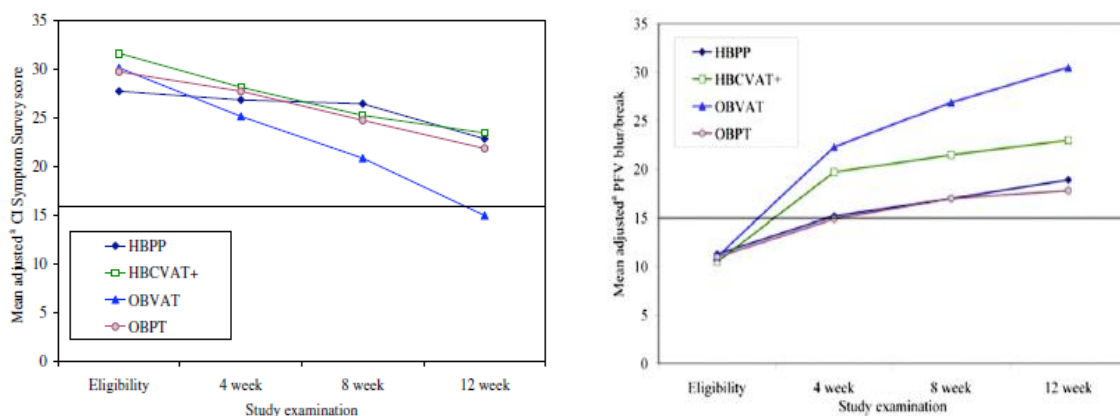 35
30
25
20
15
10
5
0
Mean adjustedª CI Symptom Survey score
HBPP
HBCVAT+
OBVAT
OBPT
Eligibility 4 week 8 week 12 week
Study examination
35
30
25
20
15
10
5
0
Mean adjustedª PFV blur/break
HBPP
HBCVAT+
OBVAT
OBPT
Eligibility 4 week 8 week 12 week
Study examination